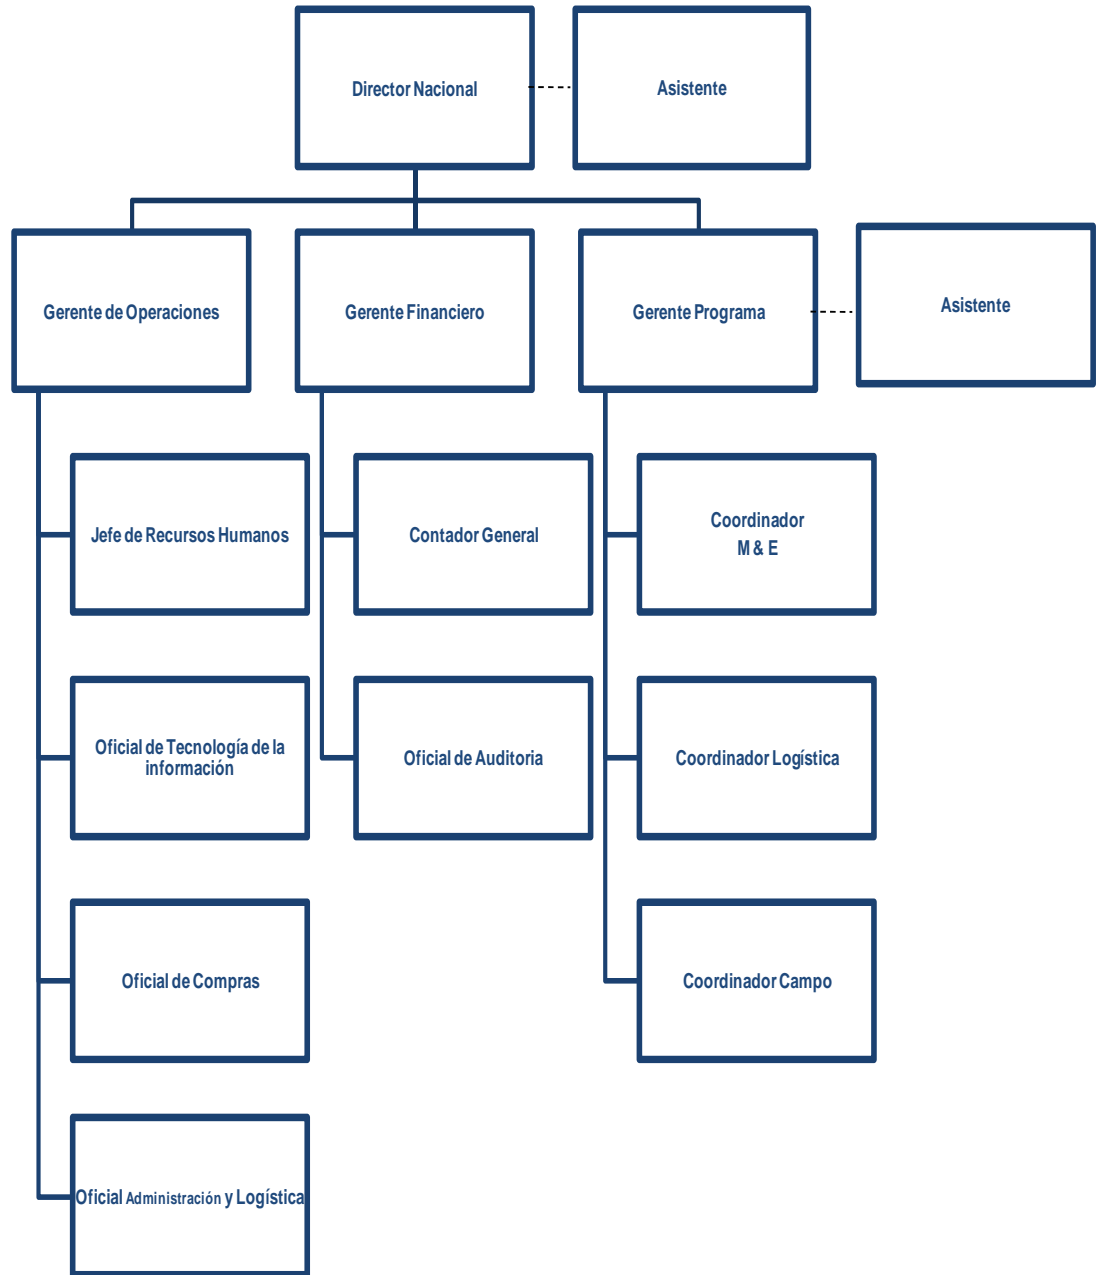 Director Nacional
Asistente
Gerente de Operaciones
Gerente Financiero
Gerente Programa
Asistente
Jefe de Recursos Humanos
Contador General
Coordinador
M & E
Oficial de Tecnología de la
información
Oficial de Auditoria
Coordinador Logística
Oficial de Compras
Coordinador Campo
Oficial Administración y Logística